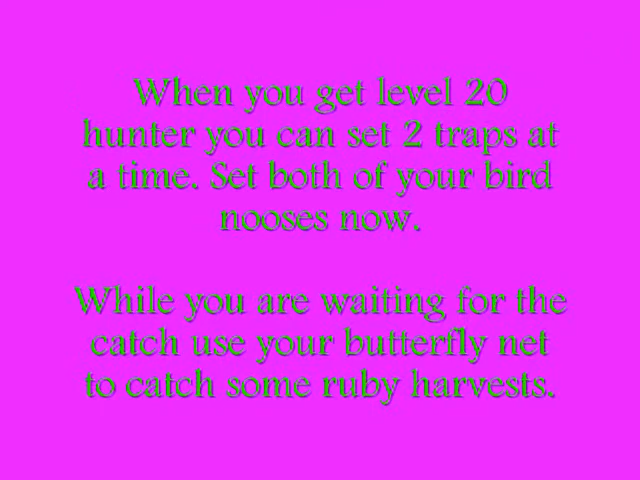 When you get level 20
hunter you can set 2 traps at
a time. Set both of your bird
nooses now.
While you are waiting for the
catch use your butterfly net
to catch some ruby harvests.